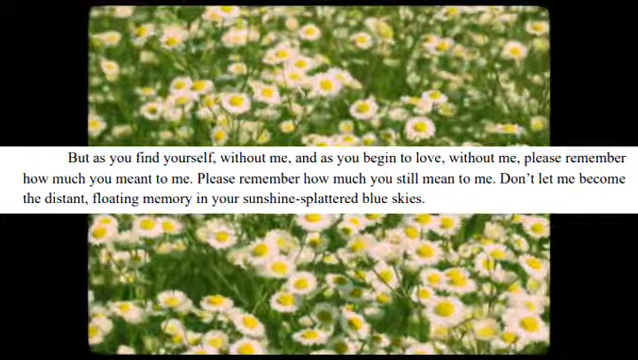 But as you find yourself, without me, and as you begin to love, without me, please remember
how much you meant to me. Please remember how much you still mean to me. Don’t let me become
the distant, floating memory in your sunshine-splattered blue skies.